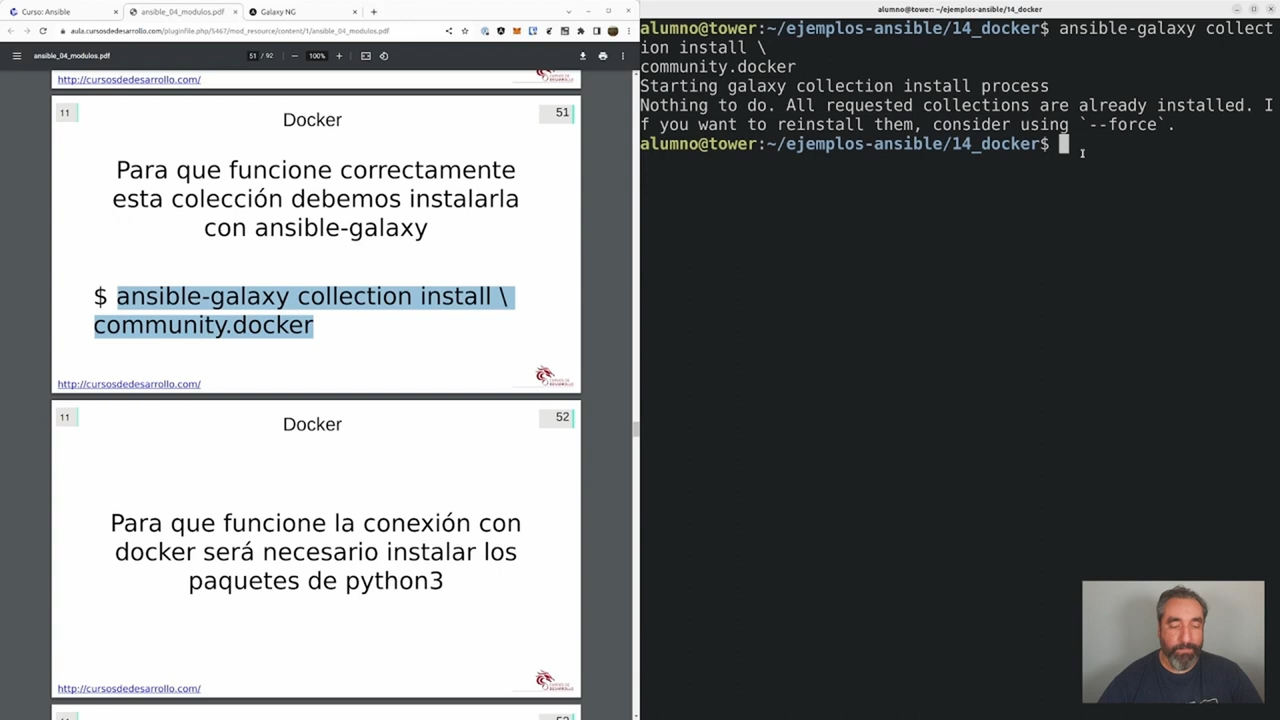 Curso: Ansible
ansible_04_modulos.pdf
Galaxy NG
aula.cursosdedesarrollo.com/pluginfile.php/5467/mod_resource/content/1/ansible_04_modulos.pdf
ansible_04_modulos.pdf
51 / 92
100%
http://cursosdedesarrollo.com/
11
Docker
51
Para que funcione correctamente
esta colección debemos instalarla
con ansible-galaxy
$ ansible-galaxy collection install \
community.docker
http://cursosdedesarrollo.com/
11
Docker
52
Para que funcione la conexión con
docker será necesario instalar los
paquetes de python3
http://cursosdedesarrollo.com/
alumno@tower: ~/ejemplos-ansible/14_docker
alumno@tower:~/ejemplos-ansible/14_docker$ ansible-galaxy collect
ion install \
community.docker
Starting galaxy collection install process
Nothing to do. All requested collections are already installed. I
f you want to reinstall them, consider using `--force`.
alumno@tower:~/ejemplos-ansible/14_docker$